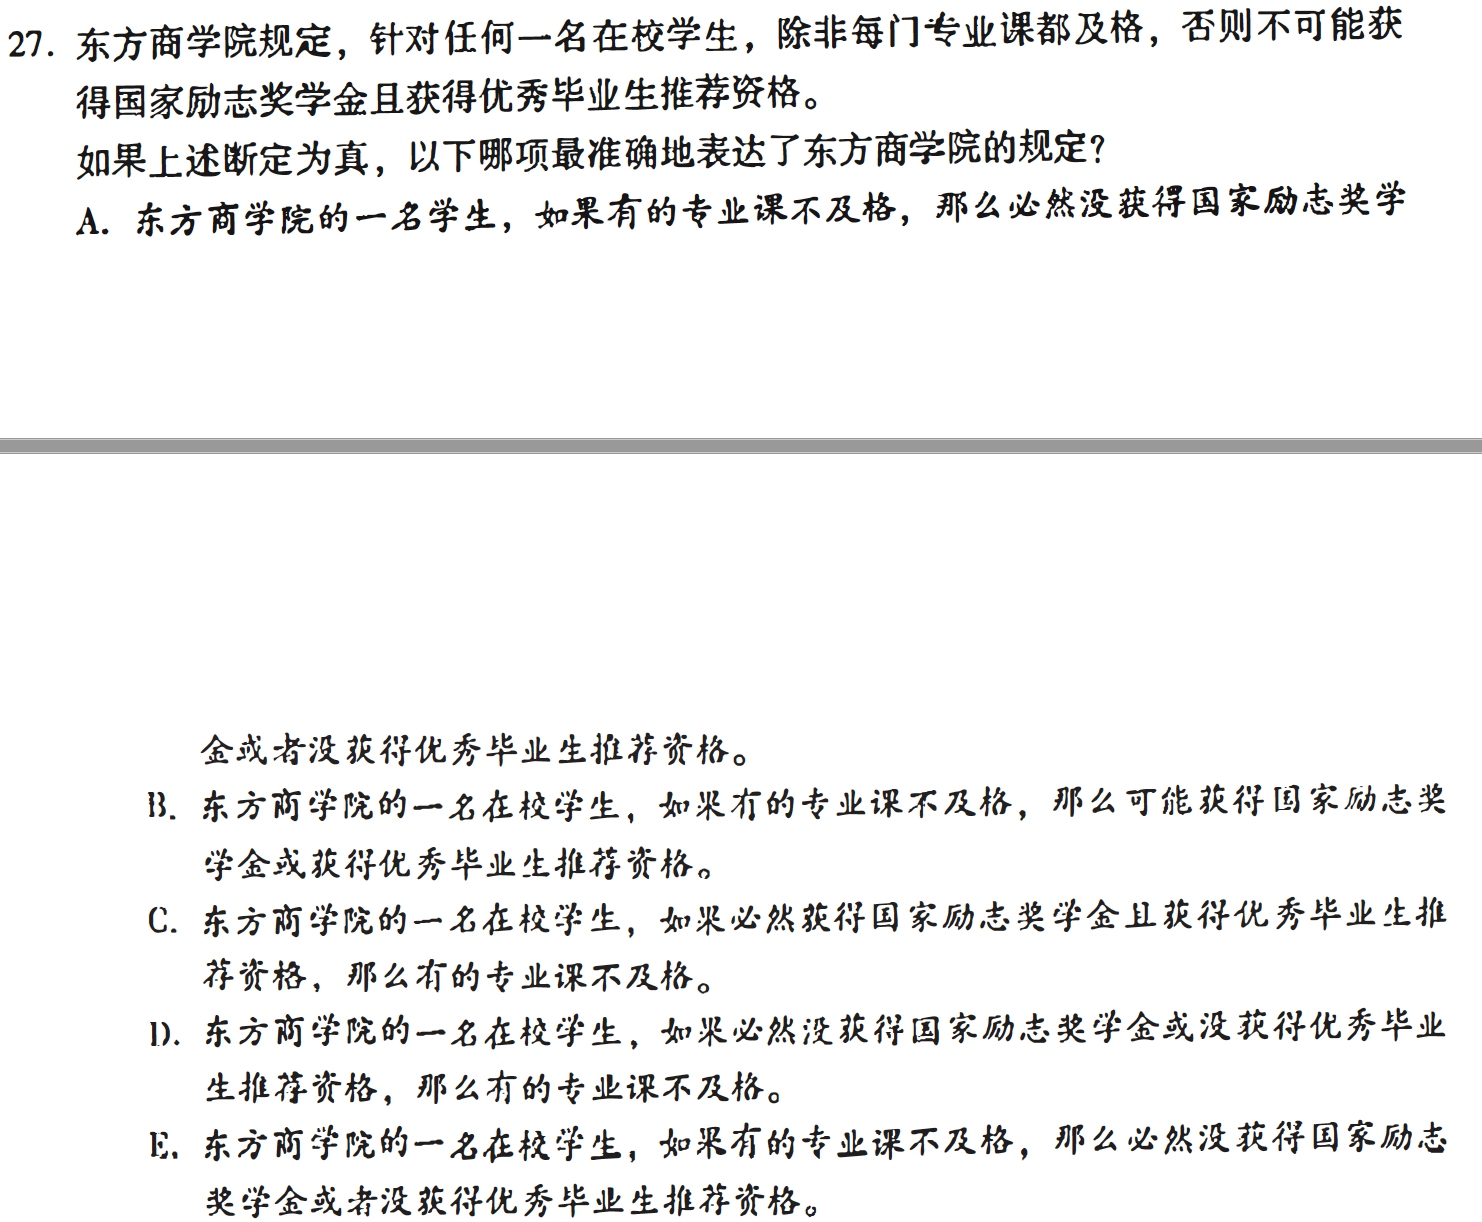 27. 东方商学院规定，针对任何一名在校学生，除非每门专业课都及格，否则不可能获
得国家励志奖学金且获得优秀毕业生推荐资格。
如果上述断定为真，以下哪项最准确地表达了东方商学院的规定？
A. 东方商学院的一名学生，如果有的专业课不及格，那么必然没获得国家励志奖学
金或者没获得优秀毕业生推荐资格。
B. 东方商学院的一名在校学生，如果有的专业课不及格，那么可能获得国家励志奖
学金或获得优秀毕业生推荐资格。
C. 东方商学院的一名在校学生，如果必然获得国家励志奖学金且获得优秀毕业生推
荐资格，那么有的专业课不及格。
D. 东方商学院的一名在校学生，如果必然没获得国家励志奖学金或没获得优秀毕业
生推荐资格，那么有的专业课不及格。
E. 东方商学院的一名在校学生，如果有的专业课不及格，那么必然没获得国家励志
奖学金或者没获得优秀毕业生推荐资格。